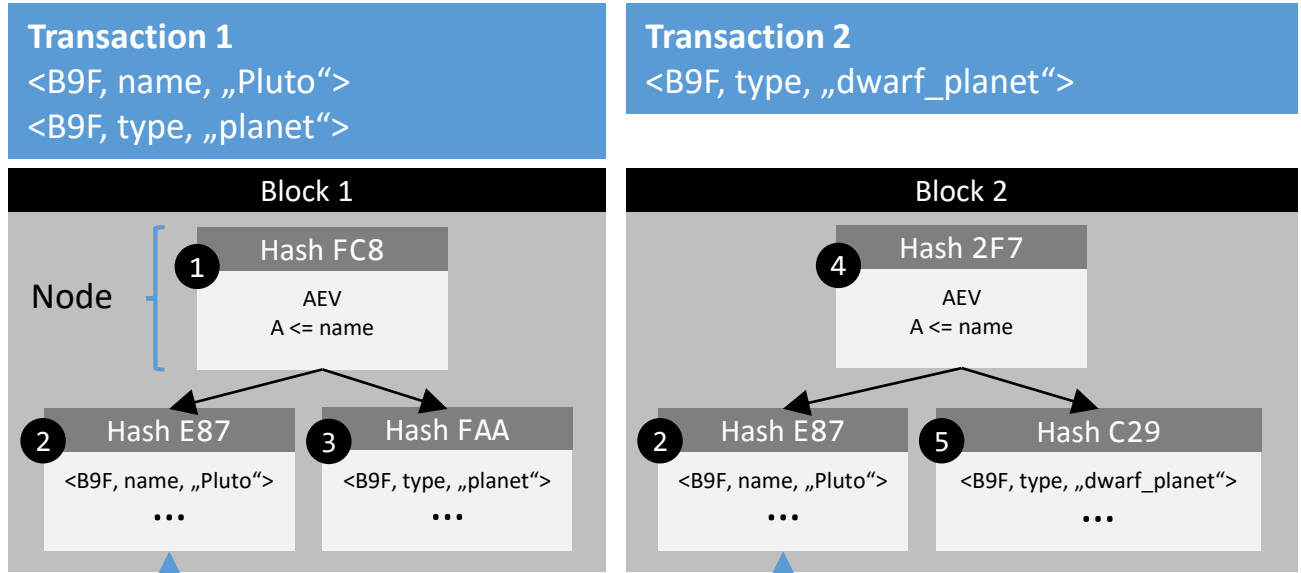 Transaction 1
<B9F, name, „Pluto“>
<B9F, type, „planet“>
Transaction 2
<B9F, type, „dwarf_planet“>
Block 1
Node
1
Hash FC8
AEV
A <= name
2
Hash E87
<B9F, name, „Pluto“>
...
3
Hash FAA
<B9F, type, „planet“>
...
Block 2
4
Hash 2F7
AEV
A <= name
2
Hash E87
<B9F, name, „Pluto“>
...
5
Hash C29
<B9F, type, „dwarf_planet“>
...